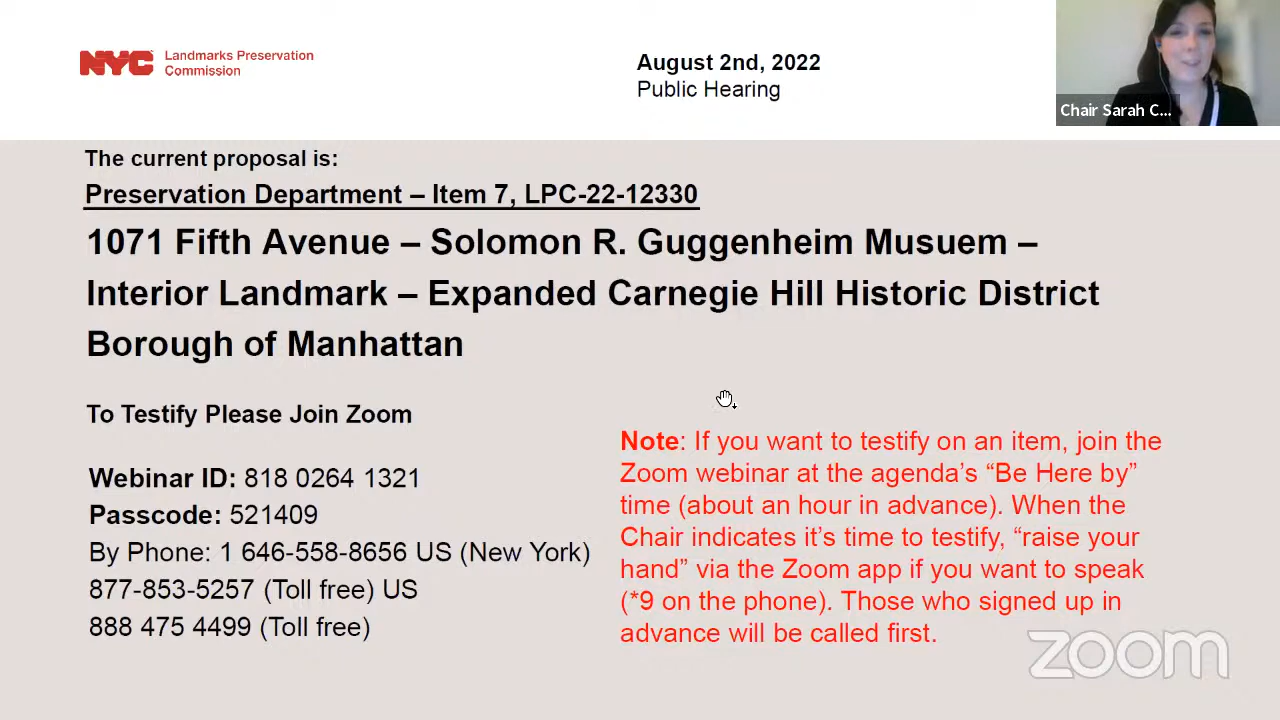 NYC Landmarks Preservation
Commission
August 2nd, 2022
Public Hearing
Chair Sarah C...
The current proposal is:
Preservation Department – Item 7, LPC-22-12330
1071 Fifth Avenue – Solomon R. Guggenheim Musuem –
Interior Landmark – Expanded Carnegie Hill Historic District
Borough of Manhattan
To Testify Please Join Zoom
Webinar ID: 818 0264 1321
Passcode: 521409
By Phone: 1 646-558-8656 US (New York)
877-853-5257 (Toll free) US
888 475 4499 (Toll free)
Note: If you want to testify on an item, join the
Zoom webinar at the agenda’s “Be Here by”
time (about an hour in advance). When the
Chair indicates it’s time to testify, “raise your
hand” via the Zoom app if you want to speak
(*9 on the phone). Those who signed up in
advance will be called first.
zoom